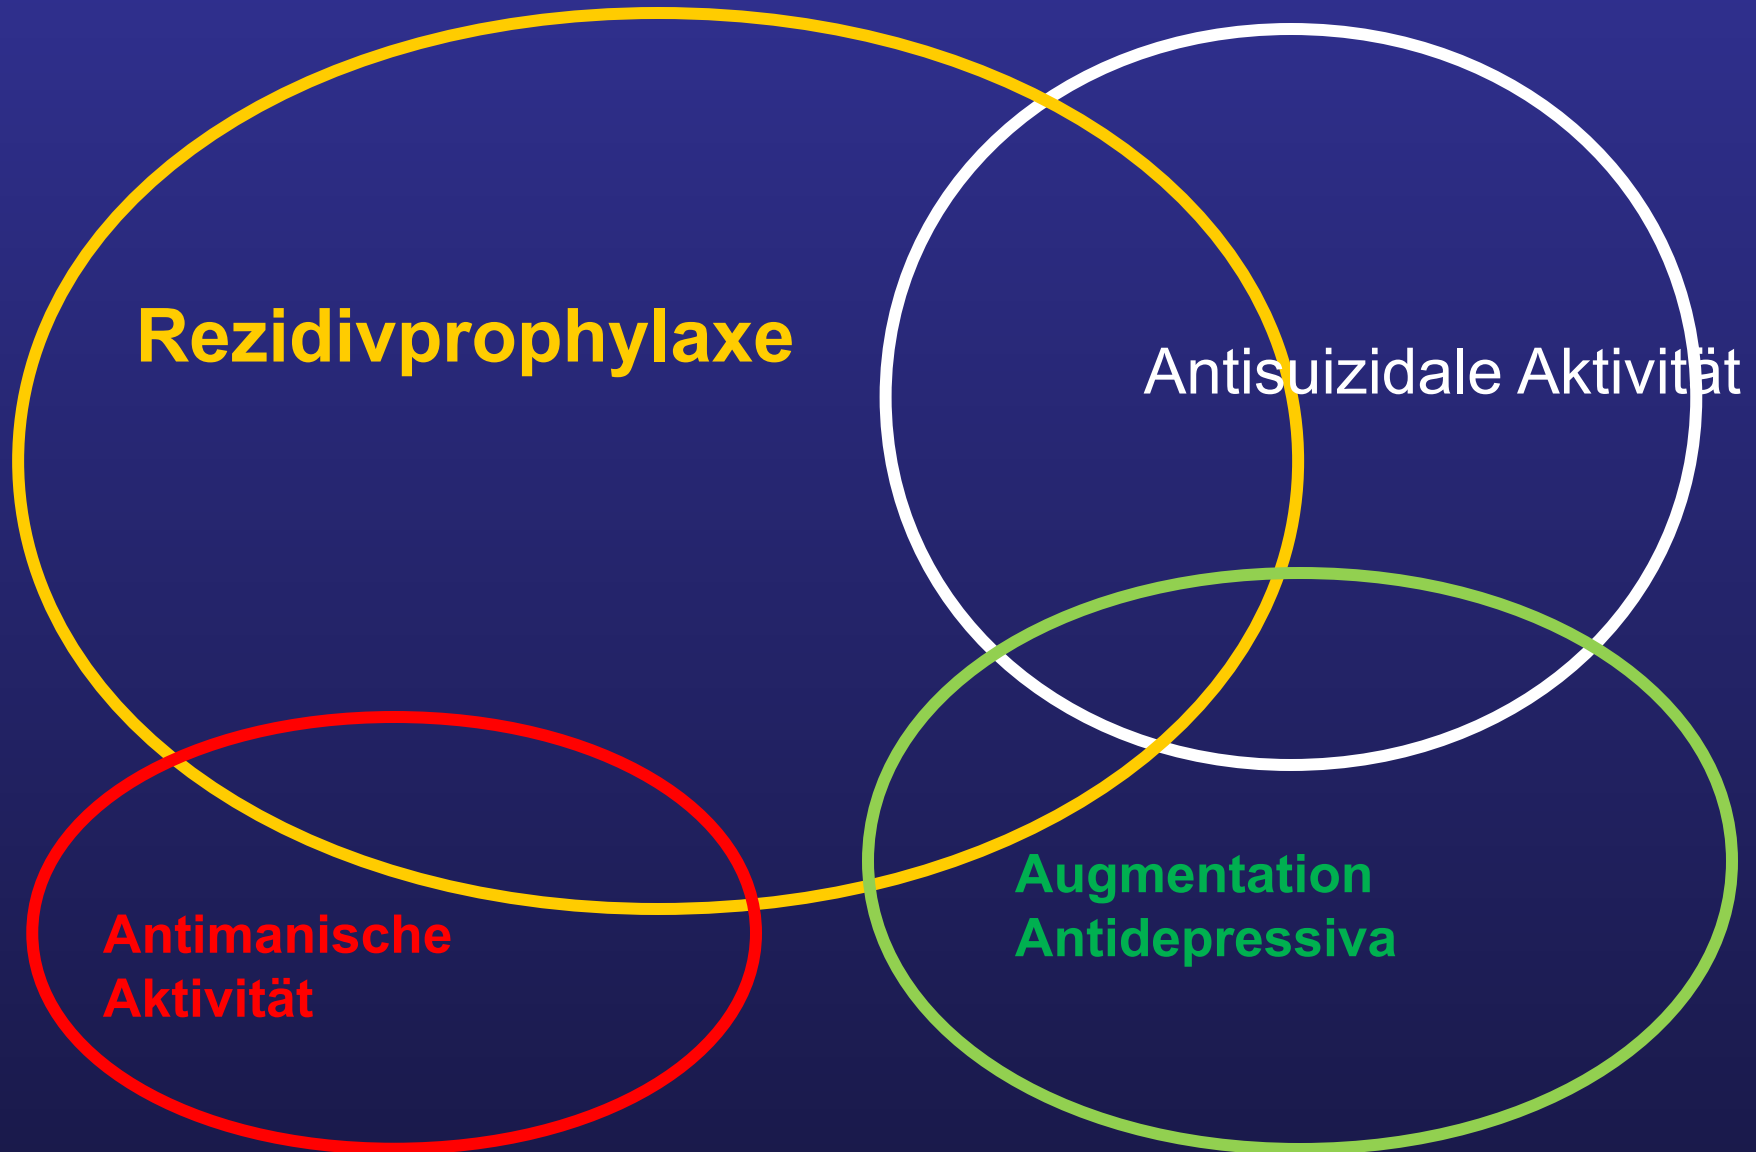 Rezidivprophylaxe
Antisuizidale Aktivität
Augmentation
Antidepressiva
Antimanische
Aktivität